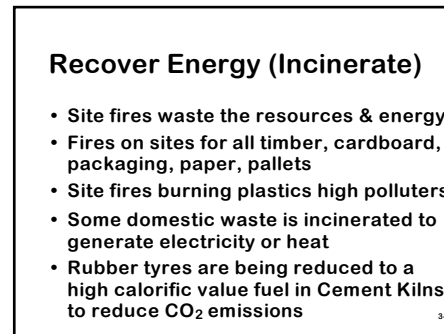 Recover Energy (Incinerate)
• Site fires waste the resources & energy
• Fires on sites for all timber, cardboard,
packaging, paper, pallets
• Site fires burning plastics high polluters
• Some domestic waste is incinerated to
generate electricity or heat
• Rubber tyres are being reduced to a
high calorific value fuel in Cement Kilns
to reduce CO2 emissions